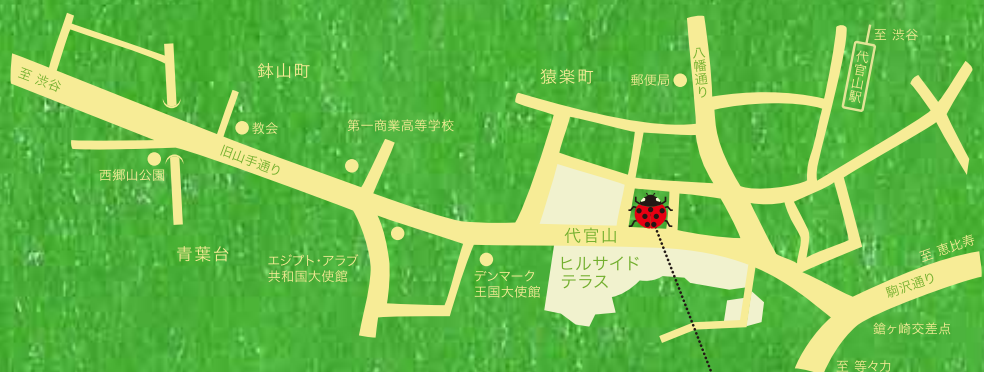 至 渋谷
鉢山町
教会
第一商業高等学校
旧山手通り
西郷山公園
青葉台
エジプト・アラブ
共和国大使館
デンマーク
王国大使館
猿楽町
郵便局
八幡通り
代官山駅
至 渋谷
代官山
ヒルサイド
テラス
至 恵比寿
駒沢通り
鎗ヶ崎交差点
至 等々力